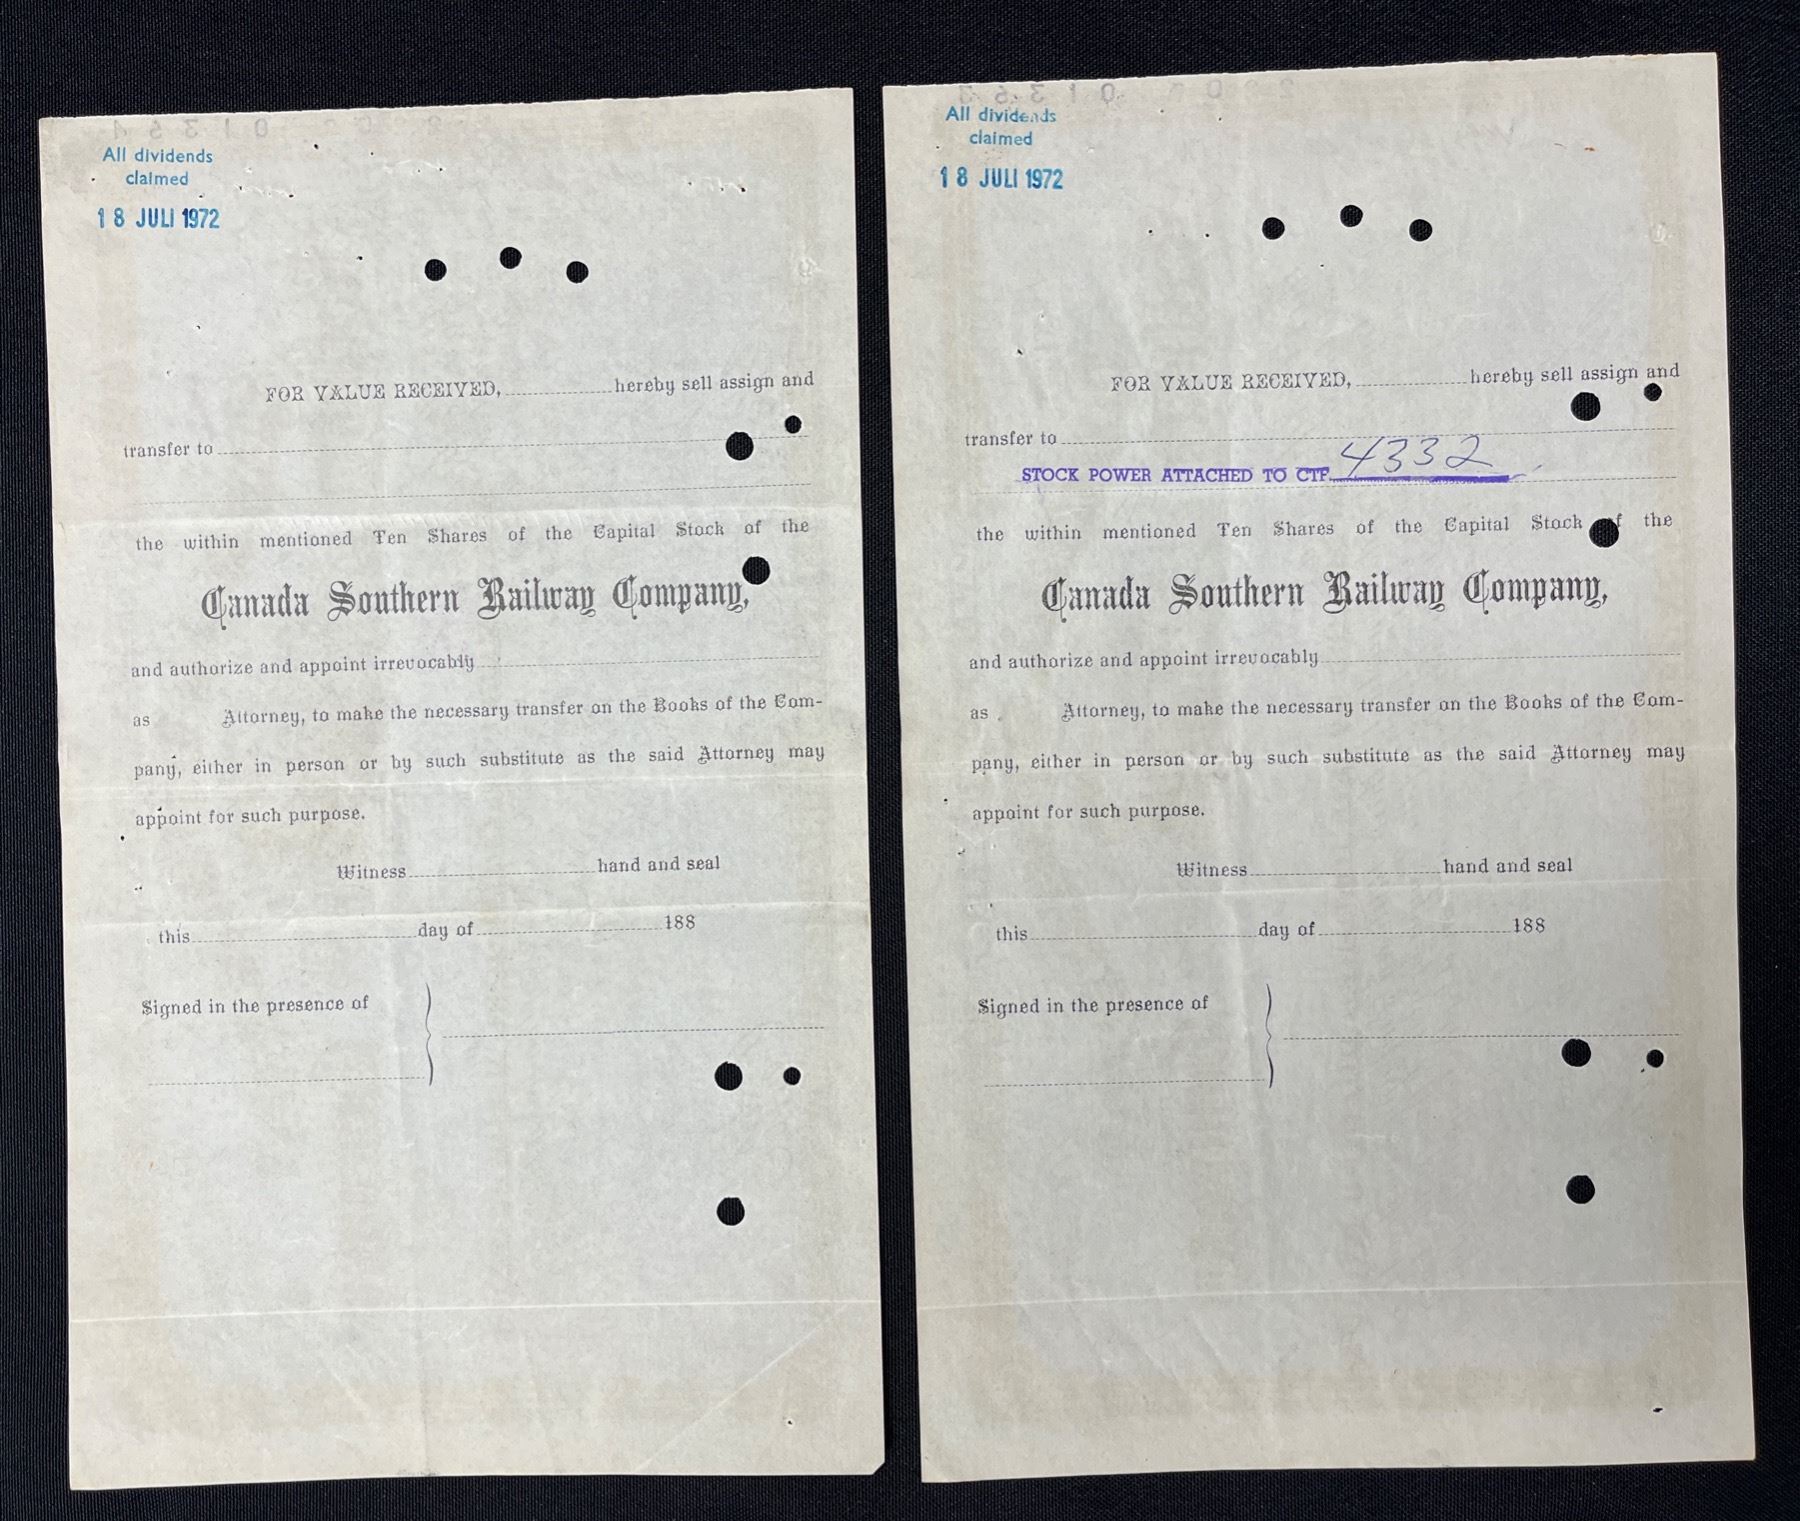 All dividends
claimed
18 JULI 1972
FOR VALUE RECEIVED, hereby sell assign and
transfer to
the within mentioned Ten Shares of the Capital Stock of the
Canada Southern Railway Company,
and authorize and appoint irrevocably
as Attorney, to make the necessary transfer on the Books of the Com-
pany, either in person or by such substitute as the said Attorney may
appoint for such purpose.
Witness hand and seal
this day of 188
Signed in the presence of
All dividends
claimed
18 JULI 1972
FOR VALUE RECEIVED, hereby sell assign and
transfer to
STOCK POWER ATTACHED TO CTF. 4332
the within mentioned Ten Shares of the Capital Stock of the
Canada Southern Railway Company,
and authorize and appoint irrevocably
as Attorney, to make the necessary transfer on the Books of the Com-
pany, either in person or by such substitute as the said Attorney may
appoint for such purpose.
Witness hand and seal
this day of 188
Signed in the presence of